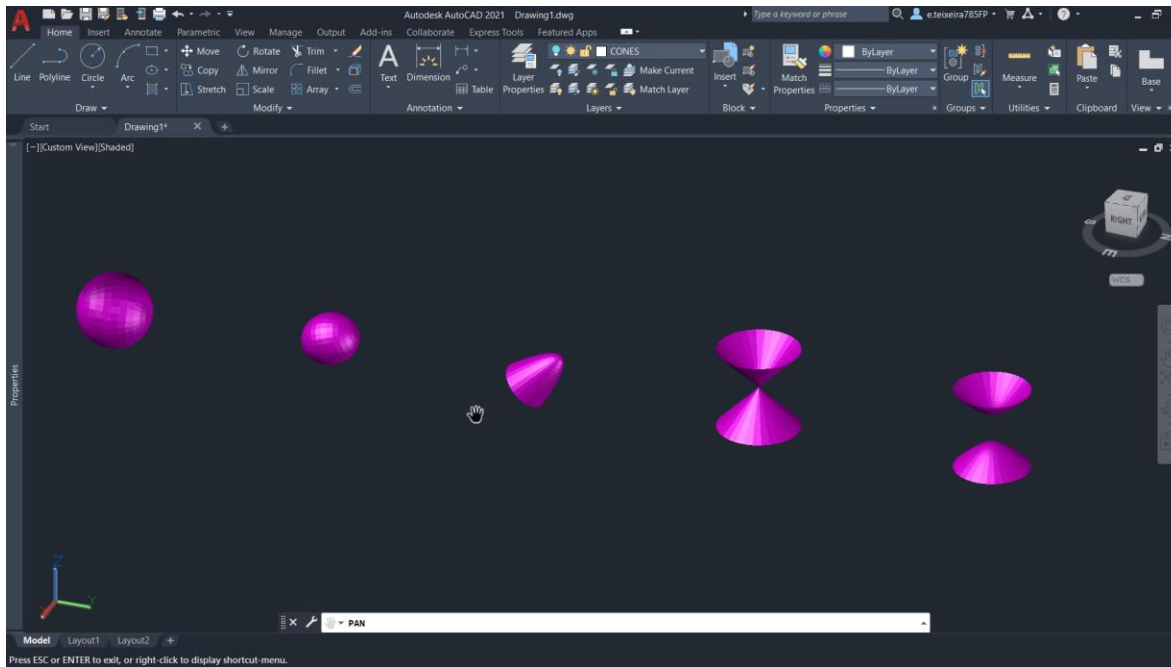 Autodesk AutoCAD 2021 Drawing1.dwg
Type a keyword or phrase
e.teixeira785FP
Home Insert Annotate Parametric View Manage Output Add-ins Collaborate Express Tools Featured Apps
Line Polyline Circle Arc
Draw
Move Rotate Trim
Copy Mirror Fillet
Stretch Scale Array
Modify
Text Dimension
Table
Annotation
Layer Properties
CONES
Make Current
Match Layer
Layers
Insert
Block
Match Properties
ByLayer
ByLayer
ByLayer
Properties
Group
Groups
Measure
Utilities
Paste
Clipboard
Base
View
Start Drawing1*
[-][Custom View][Shaded]
RIGHT
E
N
WCS
Properties
Z
Y
PAN
Model Layout1 Layout2
Press ESC or ENTER to exit, or right-click to display shortcut-menu.